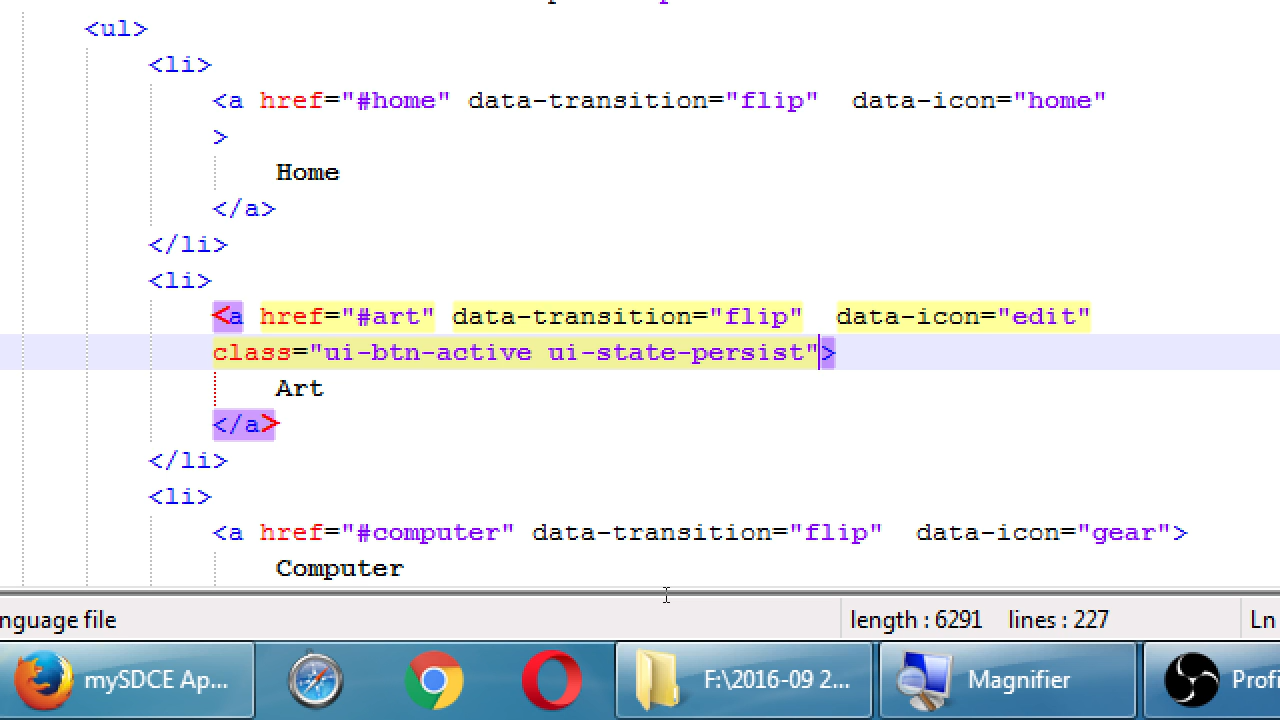 <ul>
<li>
<a href="#home" data-transition="flip"  data-icon="home"
>
Home
</a>
</li>
<li>
<a href="#art" data-transition="flip"  data-icon="edit"
class="ui-btn-active ui-state-persist">
Art
</a>
</li>
<li>
<a href="#computer" data-transition="flip"  data-icon="gear">
Computer
nguage file length : 6291 lines : 227 Ln
mySDCE Ap... F:\2016-09 2... Magnifier Profi